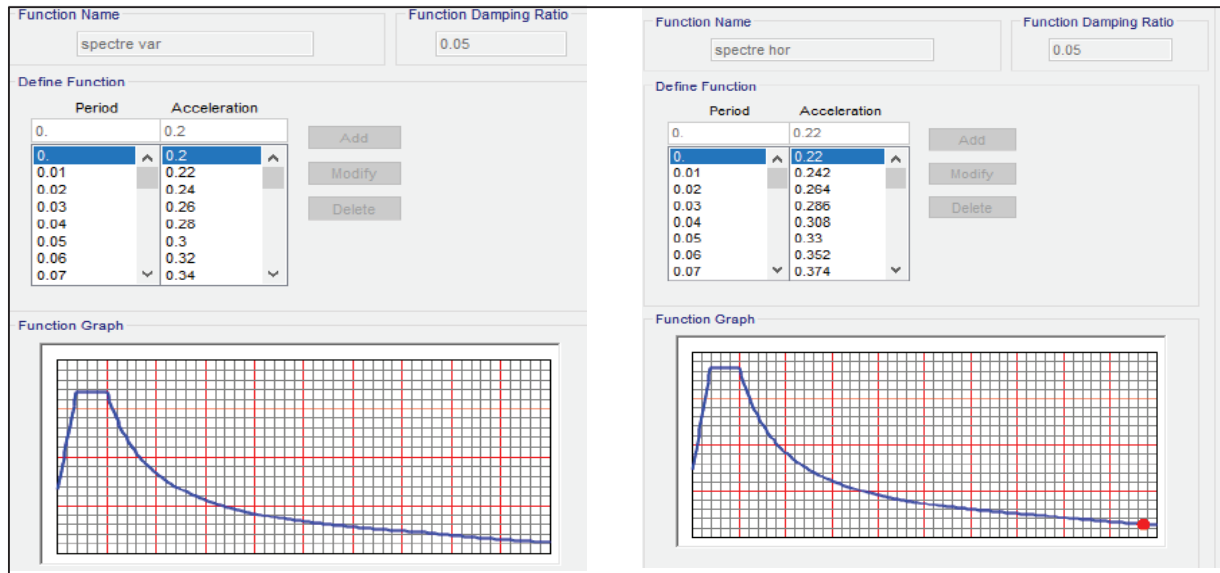 Function Name
Function Damping Ratio
spectre var
0.05
Define Function
Period Acceleration
0. 0.2
Add
0. 0.2
0.01 0.22
Modify
0.02 0.24
0.03 0.26
Delete
0.04 0.28
0.05 0.3
0.06 0.32
0.07 0.34
Function Graph
Function Name
Function Damping Ratio
spectre hor
0.05
Define Function
Period Acceleration
0. 0.22
Add
0. 0.22
0.01 0.242
Modify
0.02 0.264
0.03 0.286
Delete
0.04 0.308
0.05 0.33
0.06 0.352
0.07 0.374
Function Graph